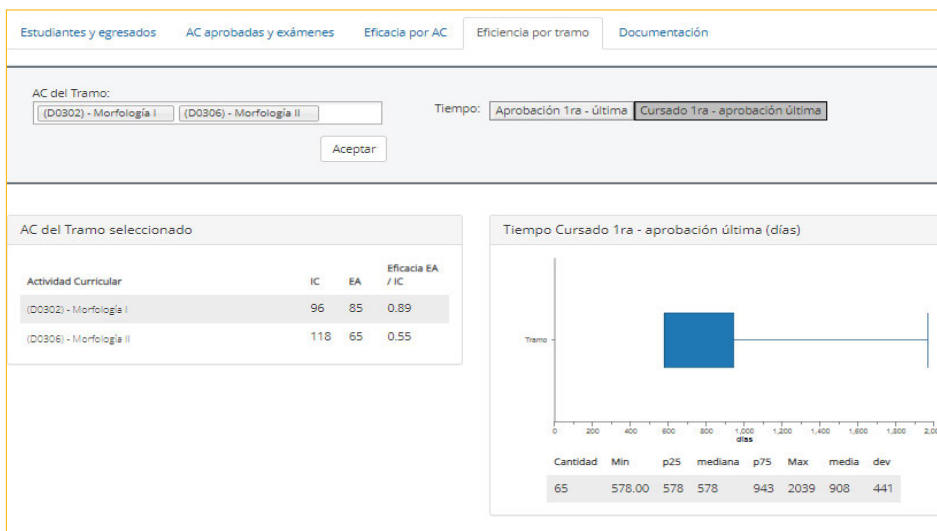 Estudiantes y egresados AC aprobadas y exámenes Eficacia por AC Eficiencia por tramo Documentación
AC del Tramo:
(D0302) - Morfología I (D0306) - Morfología II
Tiempo: Aprobación 1ra - última Cursado 1ra - aprobación última
Aceptar
AC del Tramo seleccionado
Actividad Curricular IC EA Eficacia EA / IC
(D0302) - Morfología I 96 85 0.89
(D0306) - Morfología II 118 65 0.55
Tiempo Cursado 1ra - aprobación última (días)
Tramo
0 200 400 600 800 1,000 1,200 1,400 1,600 1,800 2,0
días
Cantidad Min p25 mediana p75 Max media dev
65 578.00 578 578 943 2039 908 441